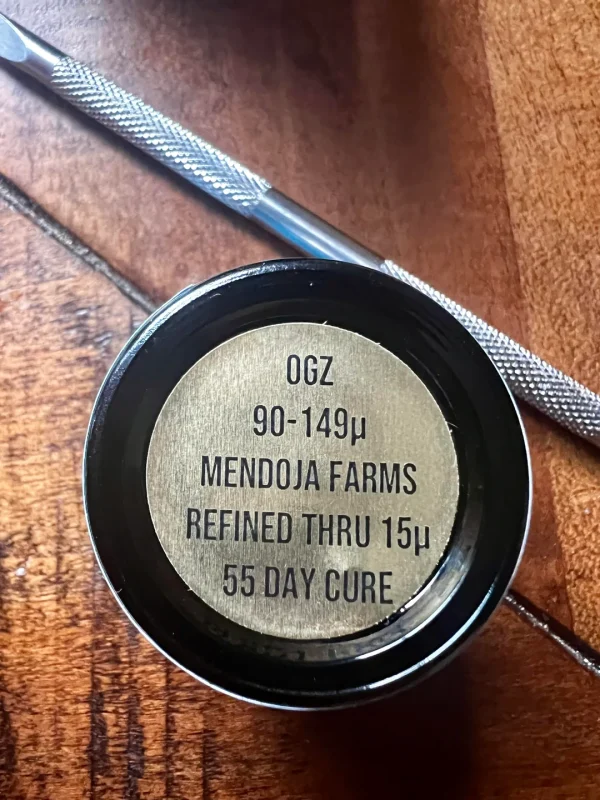 OGZ
90-149µ
MENDOJA FARMS
REFINED THRU 15µ
55 DAY CURE